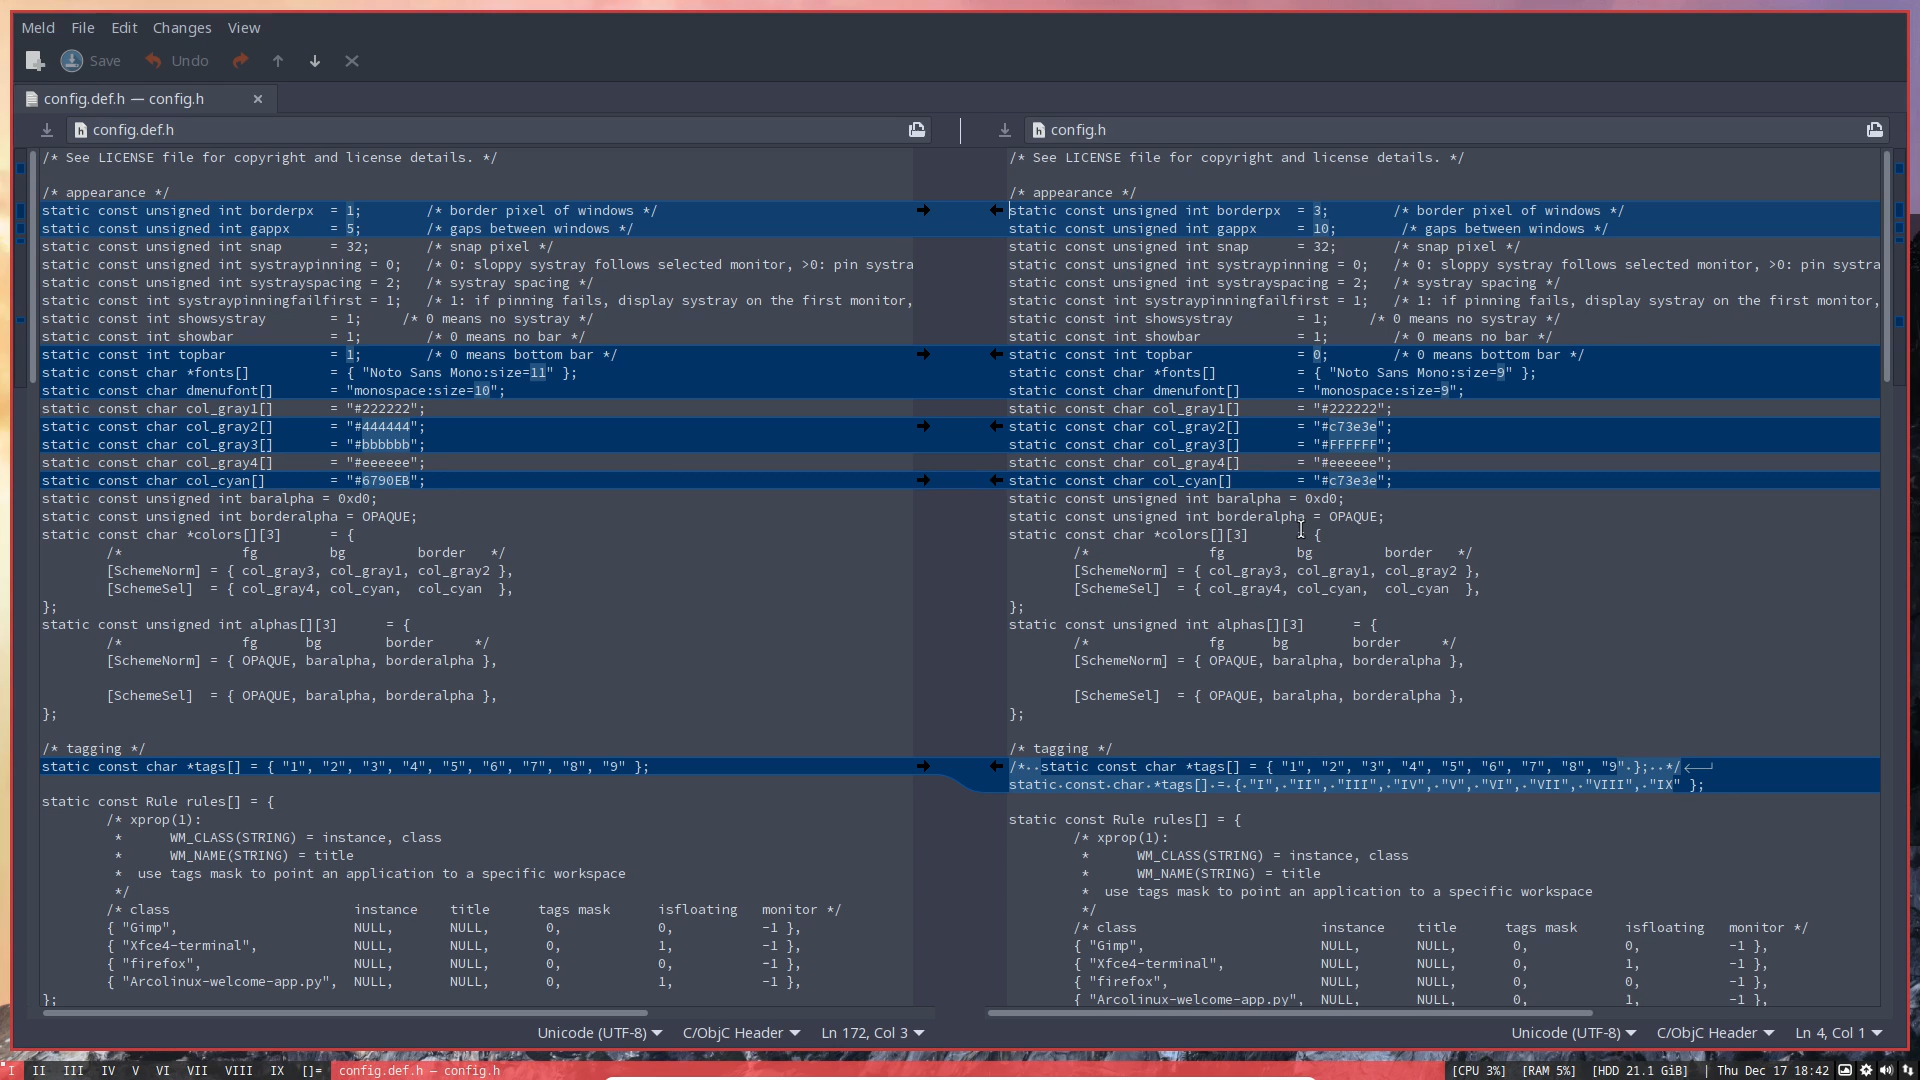 Meld File Edit Changes View
Save Undo
config.def.h — config.h
config.def.h
/* See LICENSE file for copyright and license details. */
/* appearance */
static const unsigned int borderpx = 1; /* border pixel of windows */
static const unsigned int gappx = 5; /* gaps between windows */
static const unsigned int snap = 32; /* snap pixel */
static const unsigned int systraypinning = 0; /* 0: sloppy systray follows selected monitor, >0: pin systra
static const unsigned int systrayspacing = 2; /* systray spacing */
static const int systraypinningfailfirst = 1; /* 1: if pinning fails, display systray on the first monitor,
static const int showsystray = 1; /* 0 means no systray */
static const int showbar = 1; /* 0 means no bar */
static const int topbar = 1; /* 0 means bottom bar */
static const char *fonts[] = { "Noto Sans Mono:size=11" };
static const char dmenufont[] = "monospace:size=10";
static const char col_gray1[] = "#222222";
static const char col_gray2[] = "#444444";
static const char col_gray3[] = "#bbbbbb";
static const char col_gray4[] = "#eeeeee";
static const char col_cyan[] = "#6790EB";
static const unsigned int baralpha = 0xd0;
static const unsigned int borderalpha = OPAQUE;
static const char *colors[][3] = {
/* fg bg border */
[SchemeNorm] = { col_gray3, col_gray1, col_gray2 },
[SchemeSel] = { col_gray4, col_cyan, col_cyan },
};
static const unsigned int alphas[][3] = {
/* fg bg border */
[SchemeNorm] = { OPAQUE, baralpha, borderalpha },
[SchemeSel] = { OPAQUE, baralpha, borderalpha },
};
/* tagging */
static const char *tags[] = { "1", "2", "3", "4", "5", "6", "7", "8", "9" };
static const Rule rules[] = {
/* xprop(1):
* WM_CLASS(STRING) = instance, class
* WM_NAME(STRING) = title
* use tags mask to point an application to a specific workspace
*/
/* class instance title tags mask isfloating monitor */
{ "Gimp", NULL, NULL, 0, 0, -1 },
{ "Xfce4-terminal", NULL, NULL, 0, 1, -1 },
{ "firefox", NULL, NULL, 0, 0, -1 },
{ "Arcolinux-welcome-app.py", NULL, NULL, 0, 1, -1 },
};
Unicode (UTF-8) C/ObjC Header Ln 172, Col 3
config.h
/* See LICENSE file for copyright and license details. */
/* appearance */
static const unsigned int borderpx = 3; /* border pixel of windows */
static const unsigned int gappx = 10; /* gaps between windows */
static const unsigned int snap = 32; /* snap pixel */
static const unsigned int systraypinning = 0; /* 0: sloppy systray follows selected monitor, >0: pin systra
static const unsigned int systrayspacing = 2; /* systray spacing */
static const int systraypinningfailfirst = 1; /* 1: if pinning fails, display systray on the first monitor,
static const int showsystray = 1; /* 0 means no systray */
static const int showbar = 1; /* 0 means no bar */
static const int topbar = 0; /* 0 means bottom bar */
static const char *fonts[] = { "Noto Sans Mono:size=9" };
static const char dmenufont[] = "monospace:size=9";
static const char col_gray1[] = "#222222";
static const char col_gray2[] = "#c73e3e";
static const char col_gray3[] = "#FFFFFF";
static const char col_gray4[] = "#eeeeee";
static const char col_cyan[] = "#c73e3e";
static const unsigned int baralpha = 0xd0;
static const unsigned int borderalpha = OPAQUE;
static const char *colors[][3] = {
/* fg bg border */
[SchemeNorm] = { col_gray3, col_gray1, col_gray2 },
[SchemeSel] = { col_gray4, col_cyan, col_cyan },
};
static const unsigned int alphas[][3] = {
/* fg bg border */
[SchemeNorm] = { OPAQUE, baralpha, borderalpha },
[SchemeSel] = { OPAQUE, baralpha, borderalpha },
};
/* tagging */
/*..static const char *tags[] = { "1", "2", "3", "4", "5", "6", "7", "8", "9".};..*/
static.const.char.*tags[].=.{."I",."II",."III",."IV",."V",."VI",."VII",."VIII",."IX" };
static const Rule rules[] = {
/* xprop(1):
* WM_CLASS(STRING) = instance, class
* WM_NAME(STRING) = title
* use tags mask to point an application to a specific workspace
*/
/* class instance title tags mask isfloating monitor */
{ "Gimp", NULL, NULL, 0, 0, -1 },
{ "Xfce4-terminal", NULL, NULL, 0, 1, -1 },
{ "firefox", NULL, NULL, 0, 0, -1 },
{ "Arcolinux-welcome-app.py", NULL, NULL, 0, 1, -1 },
Unicode (UTF-8) C/ObjC Header Ln 4, Col 1
I II III IV V VI VII VIII IX []= config.def.h — config.h [CPU 3%] [RAM 5%] [HDD 21.1 GiB] | Thu Dec 17 18:42